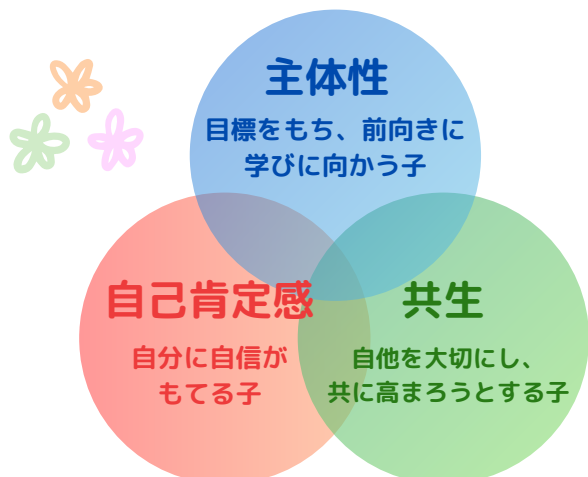 主体性
目標をもち、前向きに
学びに向かう子
自己肯定感
自分に自信が
もてる子
共生
自他を大切にし、
共に高まろうとする子